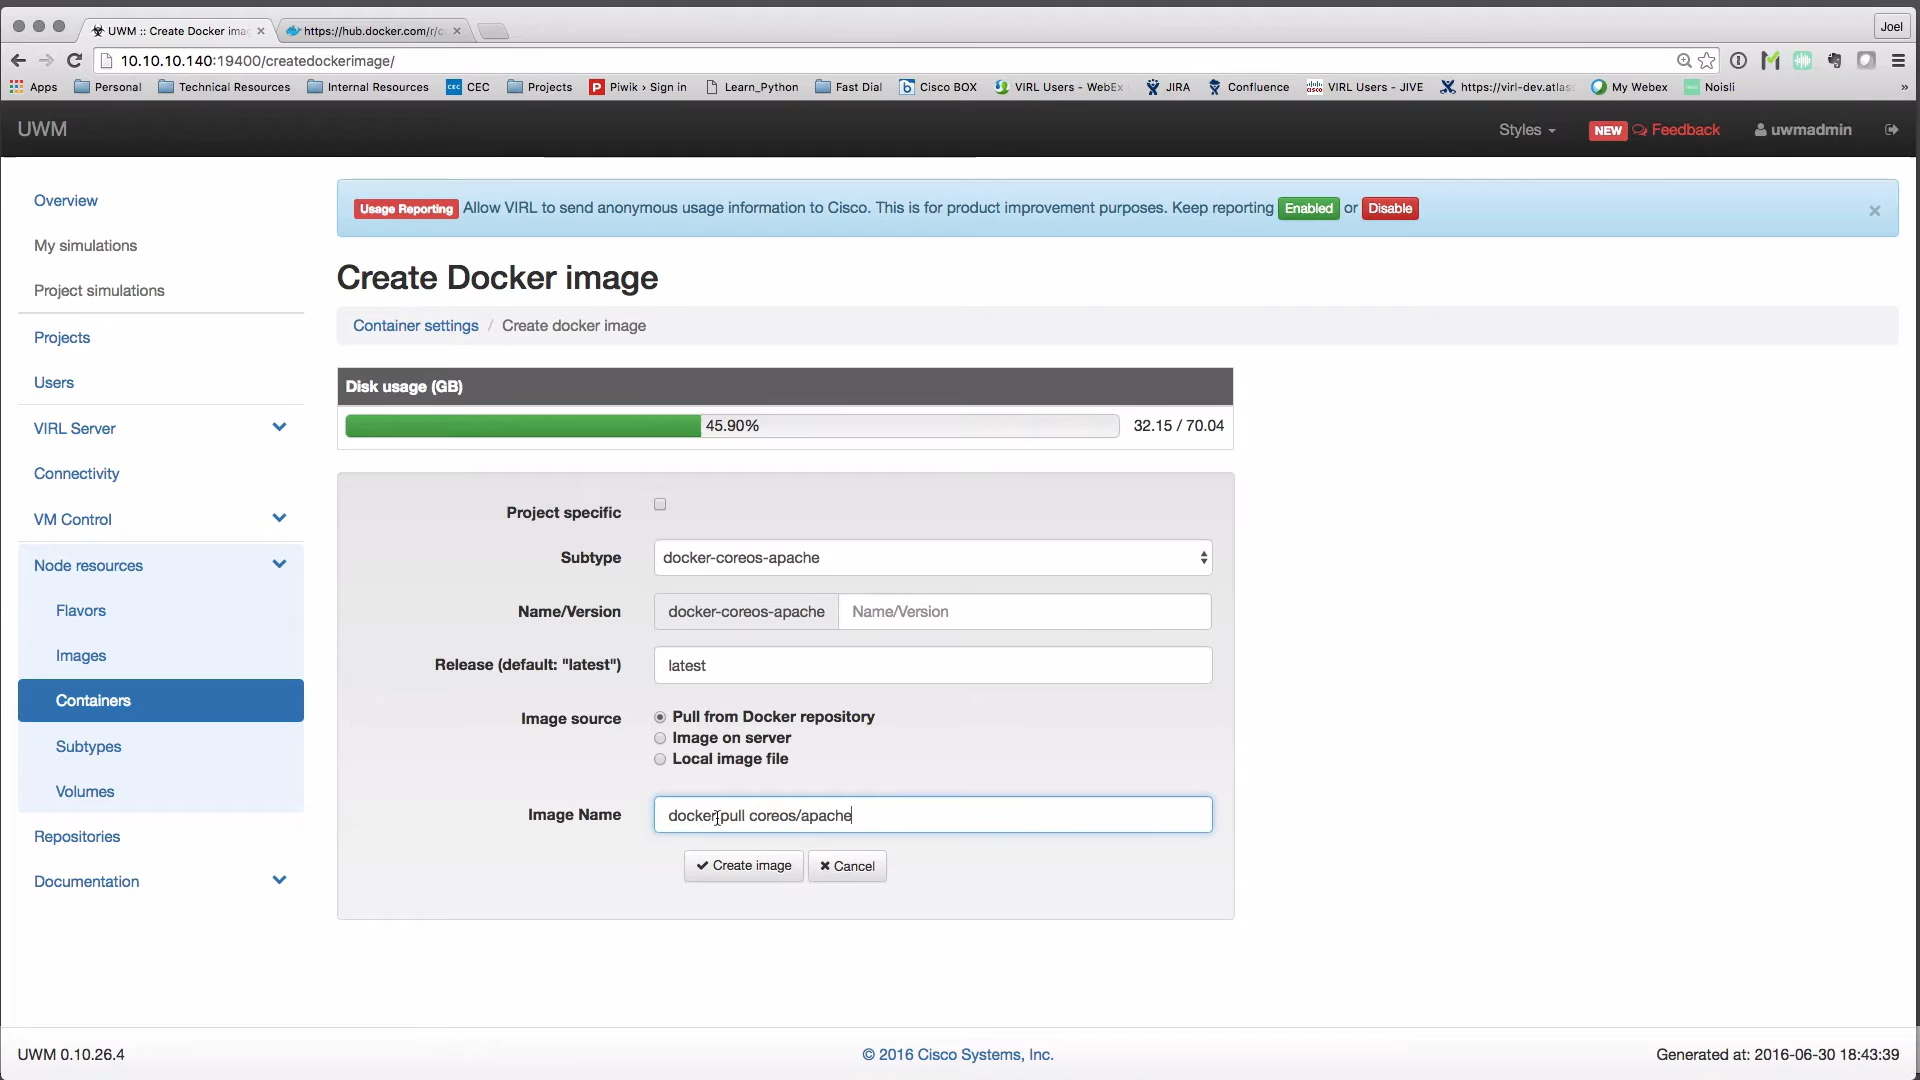 UWM :: Create Docker imag
https://hub.docker.com/r/c
Joel
10.10.10.140:19400/createdockerimage/
Apps Personal Technical Resources Internal Resources CEC CEC Projects Piwik › Sign in Learn_Python Fast Dial Cisco BOX VIRL Users - WebEx JIRA Confluence VIRL Users - JIVE https://virl-dev.atlas My Webex Noisli »
UWM Styles NEW Feedback uwmadmin
Overview
My simulations
Project simulations
Projects
Users
VIRL Server
Connectivity
VM Control
Node resources
Flavors
Images
Containers
Subtypes
Volumes
Repositories
Documentation
Usage Reporting Allow VIRL to send anonymous usage information to Cisco. This is for product improvement purposes. Keep reporting Enabled or Disable ×
Create Docker image
Container settings / Create docker image
Disk usage (GB)
45.90% 32.15 / 70.04
Project specific
Subtype docker-coreos-apache
Name/Version docker-coreos-apache Name/Version
Release (default: "latest") latest
Image source Pull from Docker repository
Image on server
Local image file
Image Name docker pull coreos/apache
Create image Cancel
UWM 0.10.26.4 © 2016 Cisco Systems, Inc. Generated at: 2016-06-30 18:43:39